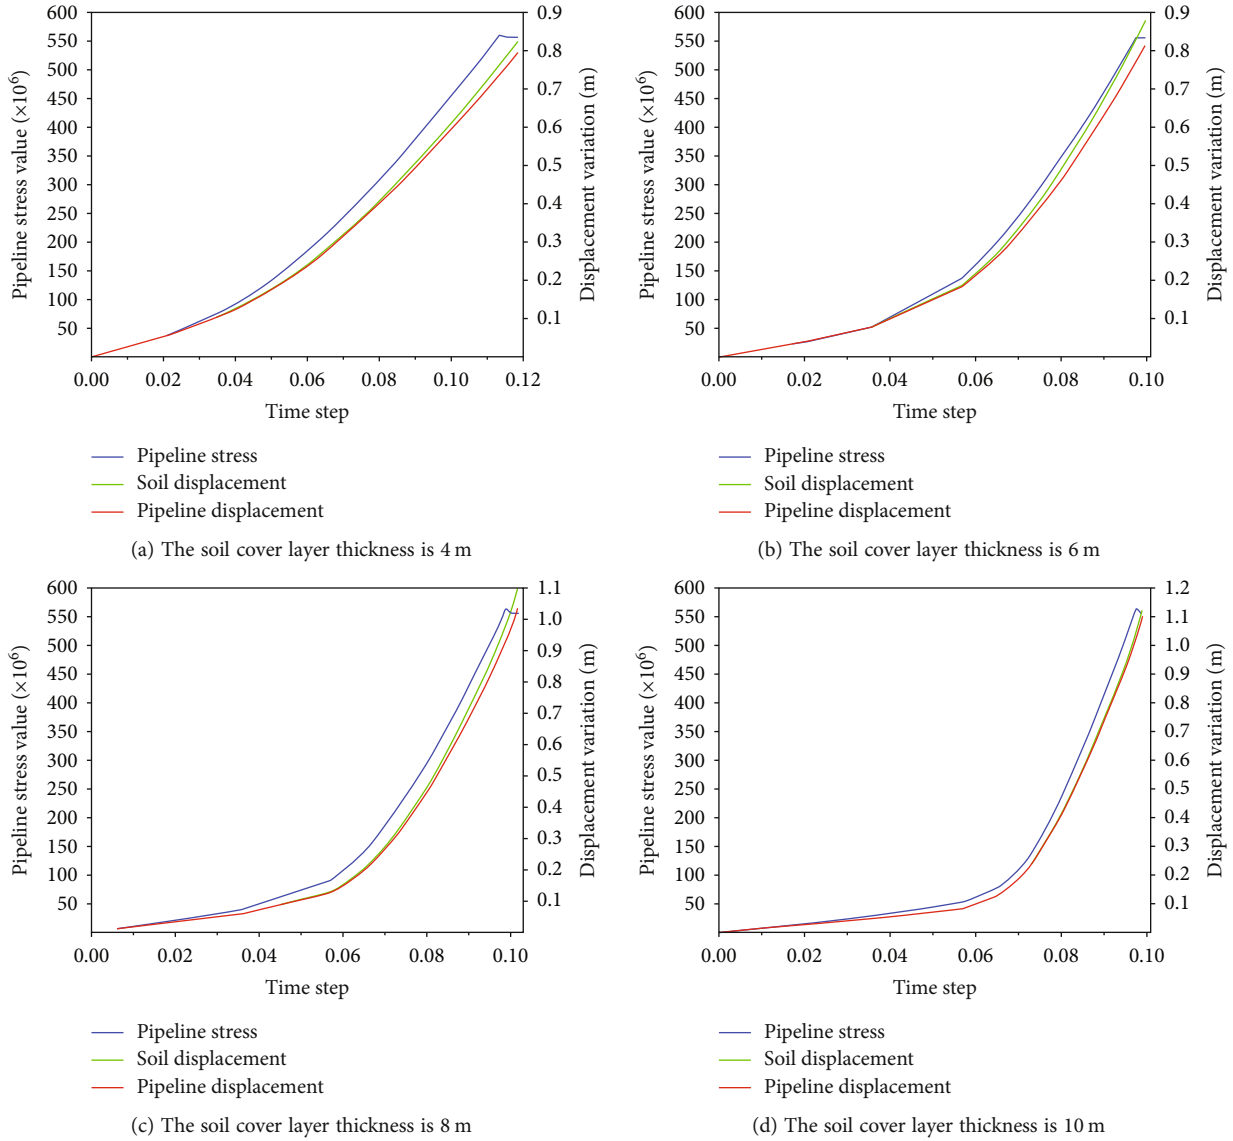 600
550
500
450
400
350
300
250
200
150
100
50
Pipeline stress value (×10⁶)
0.9
0.8
0.7
0.6
0.5
0.4
0.3
0.2
0.1
Displacement variation (m)
0.00 0.02 0.04 0.06 0.08 0.10 0.12
Time step
Pipeline stress
Soil displacement
Pipeline displacement
(a) The soil cover layer thickness is 4 m
600
550
500
450
400
350
300
250
200
150
100
50
Pipeline stress value (×10⁶)
0.9
0.8
0.7
0.6
0.5
0.4
0.3
0.2
0.1
Displacement variation (m)
0.00 0.02 0.04 0.06 0.08 0.10
Time step
Pipeline stress
Soil displacement
Pipeline displacement
(b) The soil cover layer thickness is 6 m
600
550
500
450
400
350
300
250
200
150
100
50
Pipeline stress value (×10⁶)
1.1
1.0
0.9
0.8
0.7
0.6
0.5
0.4
0.3
0.2
0.1
Displacement variation (m)
0.00 0.02 0.04 0.06 0.08 0.10
Time step
Pipeline stress
Soil displacement
Pipeline displacement
(c) The soil cover layer thickness is 8 m
600
550
500
450
400
350
300
250
200
150
100
50
Pipeline stress value (×10⁶)
1.2
1.1
1.0
0.9
0.8
0.7
0.6
0.5
0.4
0.3
0.2
0.1
Displacement variation (m)
0.00 0.02 0.04 0.06 0.08 0.10
Time step
Pipeline stress
Soil displacement
Pipeline displacement
(d) The soil cover layer thickness is 10 m